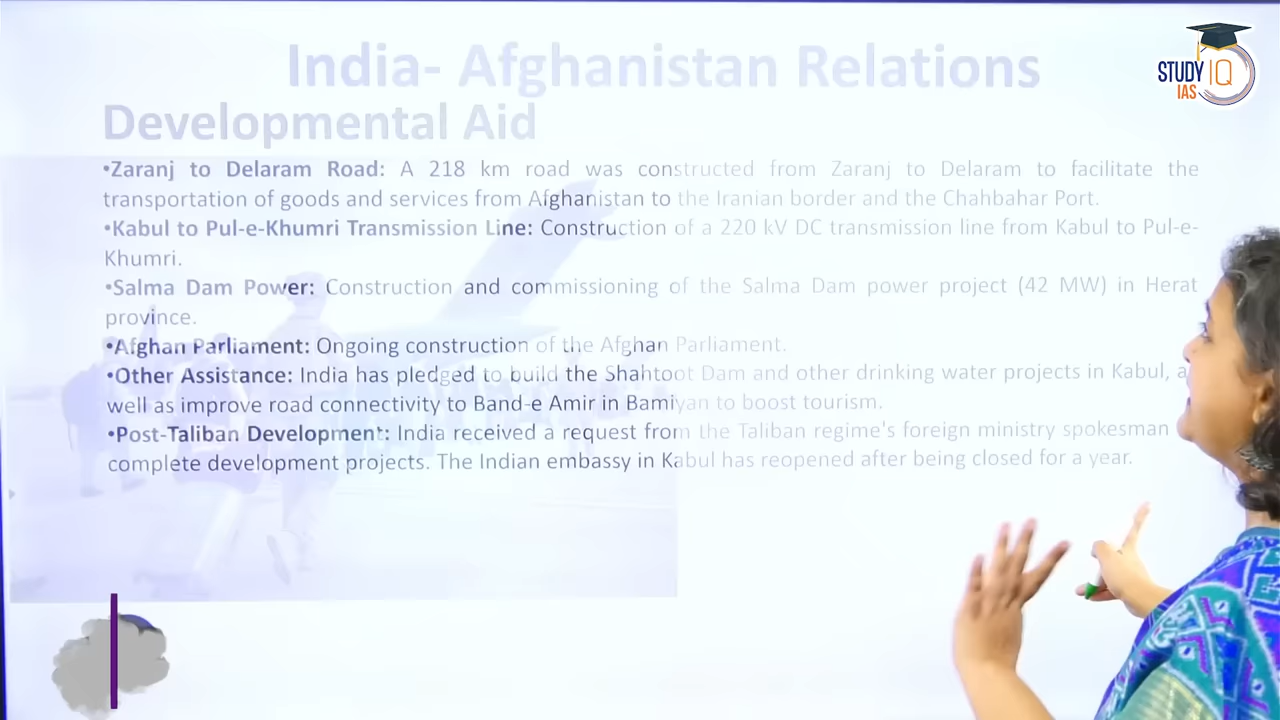 India- Afghanistan Relations
STUDY IQ
IAS
Developmental Aid
•Zaranj to Delaram Road: A 218 km road was constructed from Zaranj to Delaram to facilitate the
transportation of goods and services from Afghanistan to the Iranian border and the Chahbahar Port.
•Kabul to Pul-e-Khumri Transmission Line: Construction of a 220 kV DC transmission line from Kabul to Pul-e-
Khumri.
•Salma Dam Power: Construction and commissioning of the Salma Dam power project (42 MW) in Herat
province.
•Afghan Parliament: Ongoing construction of the Afghan Parliament.
•Other Assistance: India has pledged to build the Shahtoot Dam and other drinking water projects in Kabul, a
well as improve road connectivity to Band-e Amir in Bamiyan to boost tourism.
•Post-Taliban Development: India received a request from the Taliban regime's foreign ministry spokesman
complete development projects. The Indian embassy in Kabul has reopened after being closed for a year.